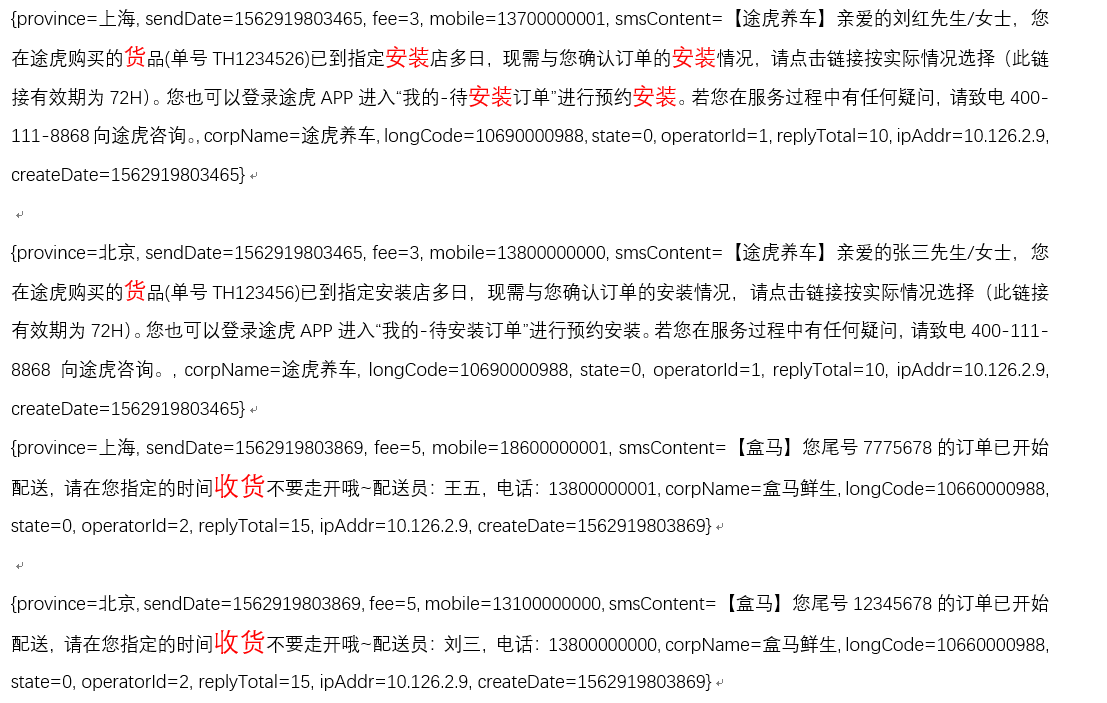 {province=上海, sendDate=1562919803465, fee=3, mobile=13700000001, smsContent=【途虎养车】亲爱的刘红先生/女士，您
在途虎购买的货品(单号 TH1234526)已到指定安装店多日，现需与您确认订单的安装情况，请点击链接按实际情况选择（此链
接有效期为 72H）。您也可以登录途虎 APP 进入“我的-待安装订单”进行预约安装。若您在服务过程中有任何疑问，请致电 400-
111-8868 向途虎咨询。, corpName=途虎养车, longCode=10690000988, state=0, operatorId=1, replyTotal=10, ipAddr=10.126.2.9,
createDate=1562919803465}
{province=北京, sendDate=1562919803465, fee=3, mobile=13800000000, smsContent=【途虎养车】亲爱的张三先生/女士，您
在途虎购买的货品(单号 TH123456)已到指定安装店多日，现需与您确认订单的安装情况，请点击链接按实际情况选择（此链接
有效期为 72H）。您也可以登录途虎 APP 进入“我的-待安装订单”进行预约安装。若您在服务过程中有任何疑问，请致电 400-111-
8868 向途虎咨询。, corpName=途虎养车, longCode=10690000988, state=0, operatorId=1, replyTotal=10, ipAddr=10.126.2.9,
createDate=1562919803465}
{province=上海, sendDate=1562919803869, fee=5, mobile=18600000001, smsContent=【盒马】您尾号 7775678 的订单已开始
配送，请在您指定的时间收货不要走开哦~配送员：王五，电话：13800000001, corpName=盒马鲜生, longCode=10660000988,
state=0, operatorId=2, replyTotal=15, ipAddr=10.126.2.9, createDate=1562919803869}
{province=北京, sendDate=1562919803869, fee=5, mobile=13100000000, smsContent=【盒马】您尾号 12345678 的订单已开始
配送，请在您指定的时间收货不要走开哦~配送员：刘三，电话：13800000000, corpName=盒马鲜生, longCode=10660000988,
state=0, operatorId=2, replyTotal=15, ipAddr=10.126.2.9, createDate=1562919803869}